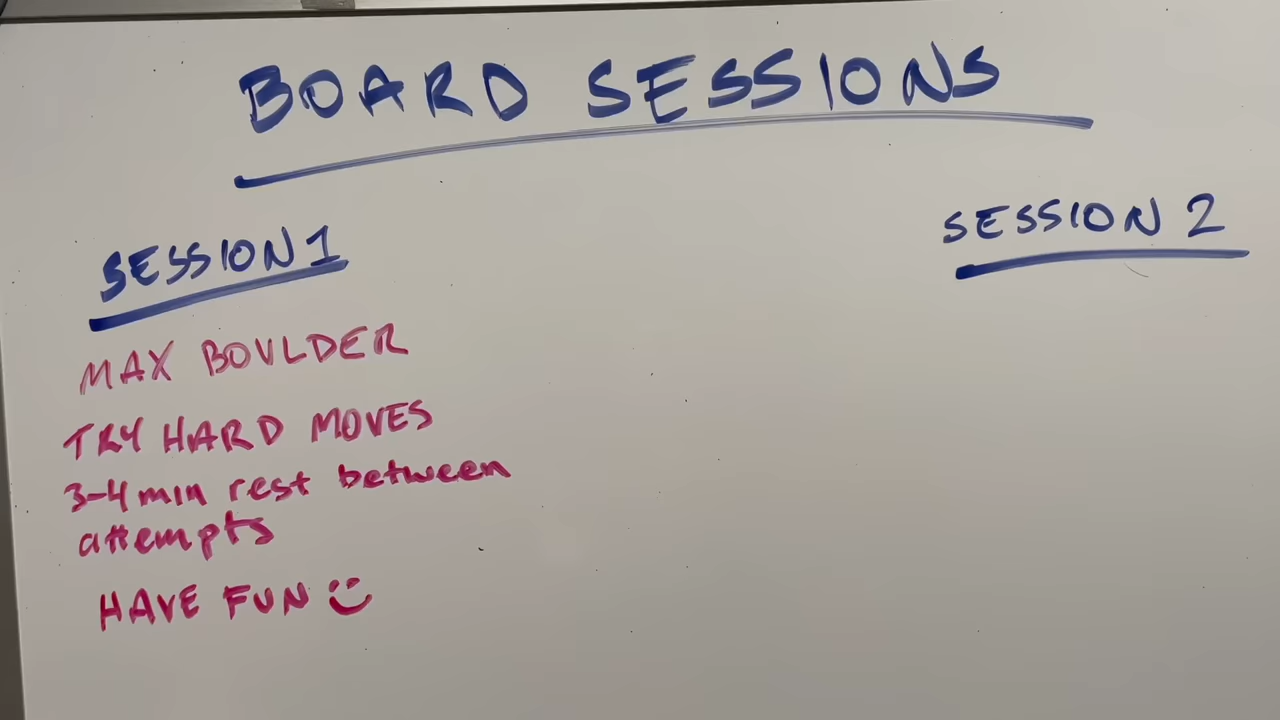 BOARD SESSIONS
SESSION 1
SESSION 2
MAX BOULDER
TRY HARD MOVES
3-4 min rest between
attempts
HAVE FUN